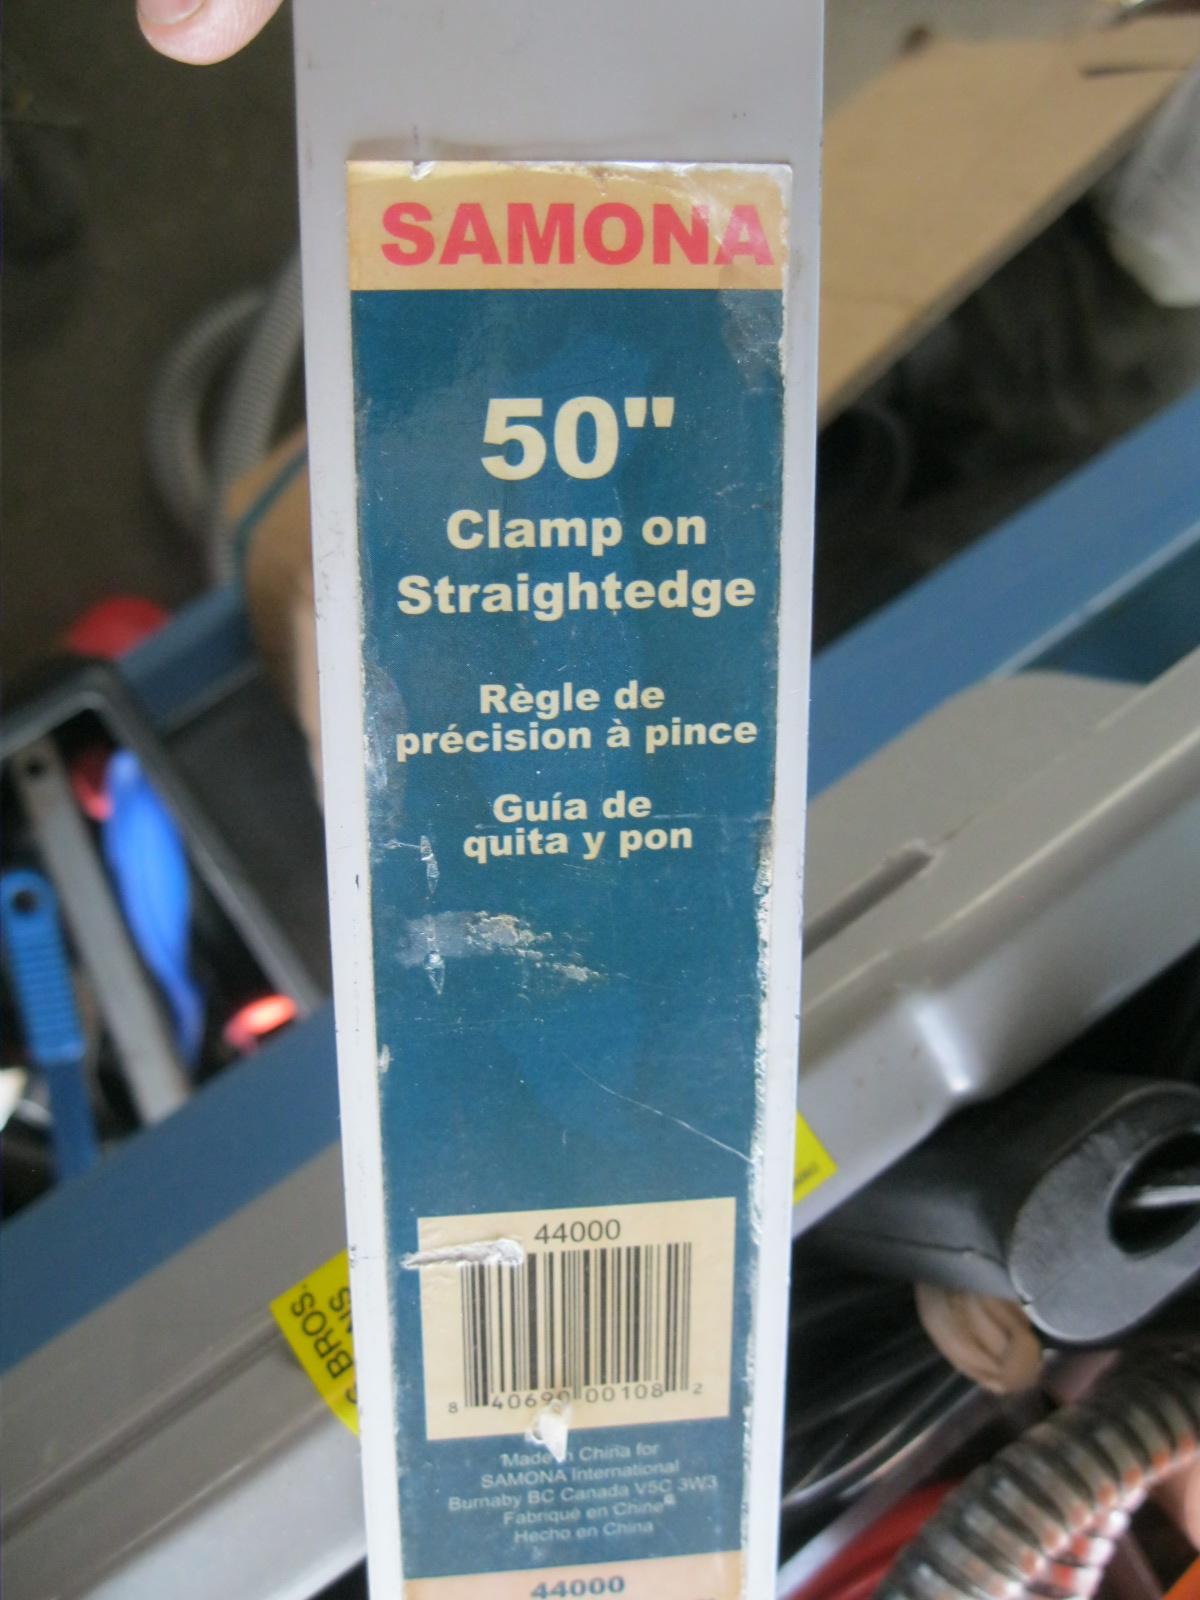 SAMONA
50"
Clamp on
Straightedge
Règle de
précision à pince
Guía de
quita y pon
44000
8 40690 00108 2
Made in China for
SAMONA International
Burnaby BC Canada V5C 3W3
Fabriqué en Chine
Hecho en China
44000
BROS.